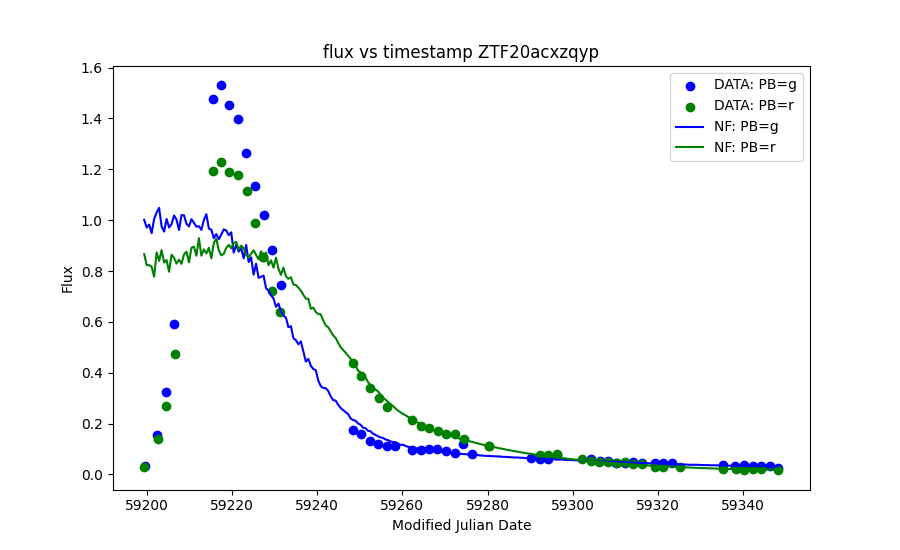 flux vs timestamp ZTF20acxzqyp
DATA: PB=g
DATA: PB=r
NF: PB=g
NF: PB=r
1.6
1.4
1.2
1.0
0.8
0.6
0.4
0.2
0.0
Flux
59200 59220 59240 59260 59280 59300 59320 59340
Modified Julian Date